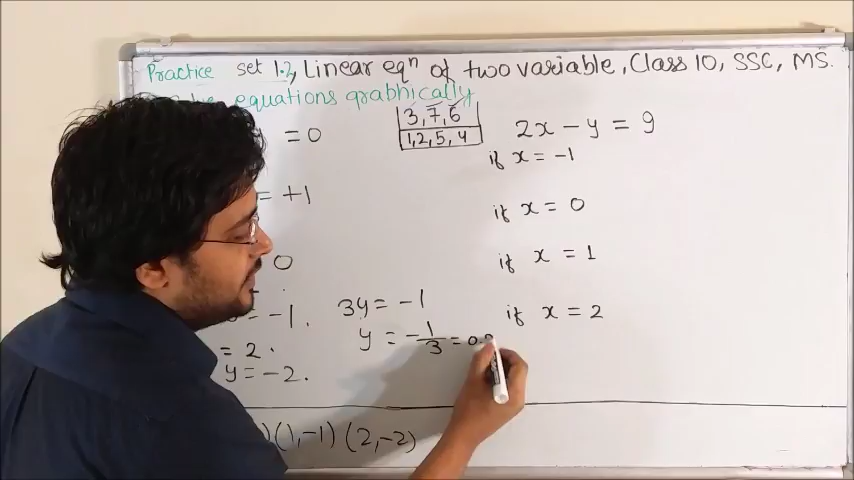 Practice set 1.2, Linear eqn of two variable, Class 10, SSC, MS.
equations graphically
= 0
3, 7, 6
1, 2, 5, 4
2x - y = 9
if x = -1
= +1
if x = 0
0
if x = 1
= -1.
3y = -1
if x = 2
y = -1/3 = 0.
= 2.
y = -2.
)(1,-1) (2,-2)